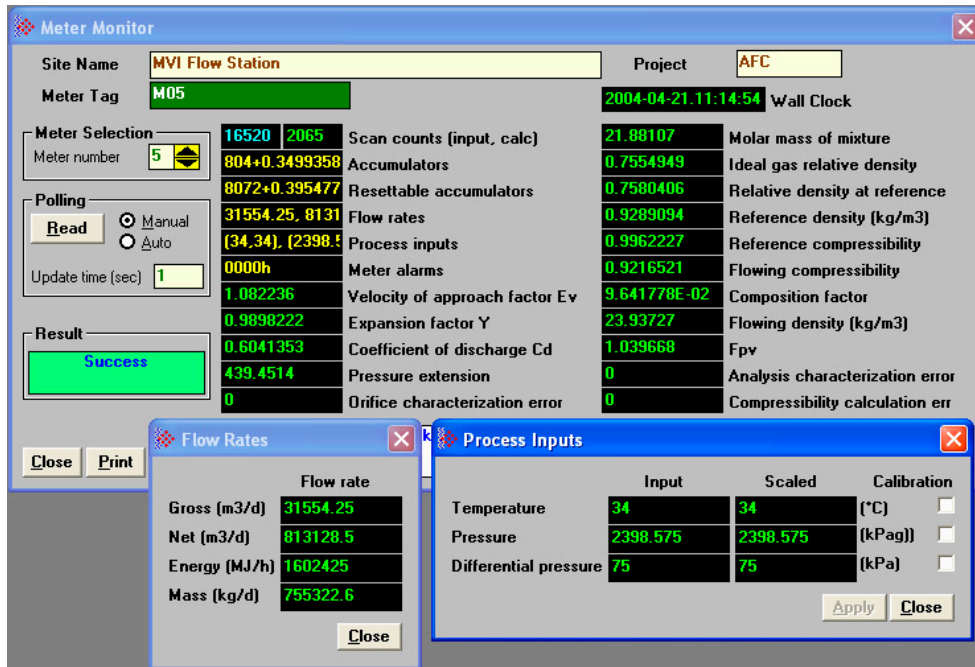 Meter Monitor
Site Name MVI Flow Station Project AFC
Meter Tag M05 2004-04-21.11:14:54 Wall Clock
Meter Selection
Meter number 5
Polling
Read Manual
Auto
Update time (sec) 1
Result
Success
Close Print
16520 2065 Scan counts (input, calc)
804+0.3499358 Accumulators
8072+0.395477 Resettable accumulators
31554.25, 8131 Flow rates
(34,34), (2398.5 Process inputs
0000h Meter alarms
1.082236 Velocity of approach factor Ev
0.9898222 Expansion factor Y
0.6041353 Coefficient of discharge Cd
439.4514 Pressure extension
0 Orifice characterization error
21.88107 Molar mass of mixture
0.7554949 Ideal gas relative density
0.7580406 Relative density at reference
0.9289094 Reference density (kg/m3)
0.9962227 Reference compressibility
0.9216521 Flowing compressibility
9.641778E-02 Composition factor
23.93727 Flowing density (kg/m3)
1.039668 Fpv
0 Analysis characterization error
0 Compressibility calculation err
Flow Rates
Flow rate
Gross (m3/d) 31554.25
Net (m3/d) 813128.5
Energy (MJ/h) 1602425
Mass (kg/d) 755322.6
Close
Process Inputs
Input Scaled Calibration
Temperature 34 34 (°C)
Pressure 2398.575 2398.575 (kPag))
Differential pressure 75 75 (kPa)
Apply Close